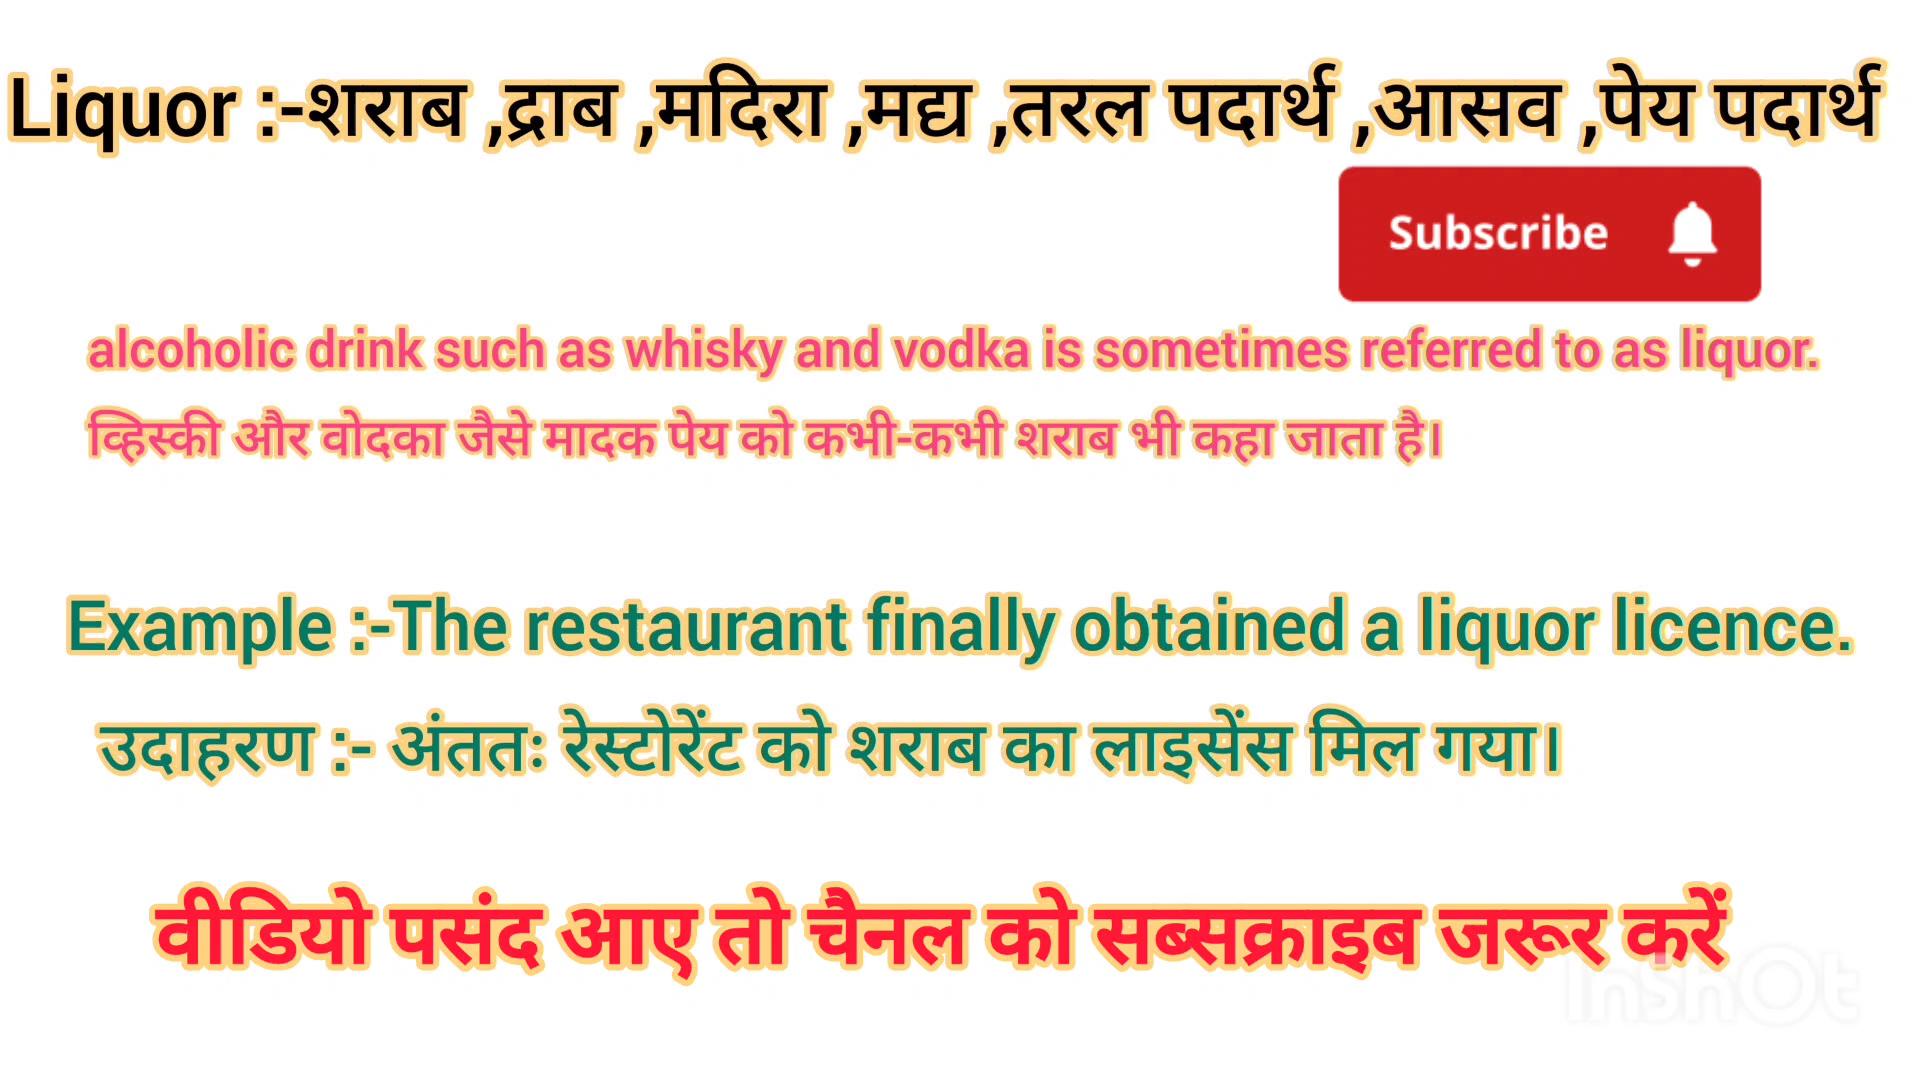 Liquor :-शराब ,द्राब ,मदिरा ,मद्य ,तरल पदार्थ ,आसव ,पेय पदार्थ
Subscribe
alcoholic drink such as whisky and vodka is sometimes referred to as liquor.
व्हिस्की और वोदका जैसे मादक पेय को कभी-कभी शराब भी कहा जाता है।
Example :-The restaurant finally obtained a liquor licence.
उदाहरण :- अंततः रेस्टोरेंट को शराब का लाइसेंस मिल गया।
वीडियो पसंद आए तो चैनल को सब्सक्राइब जरूर करें
InShOt